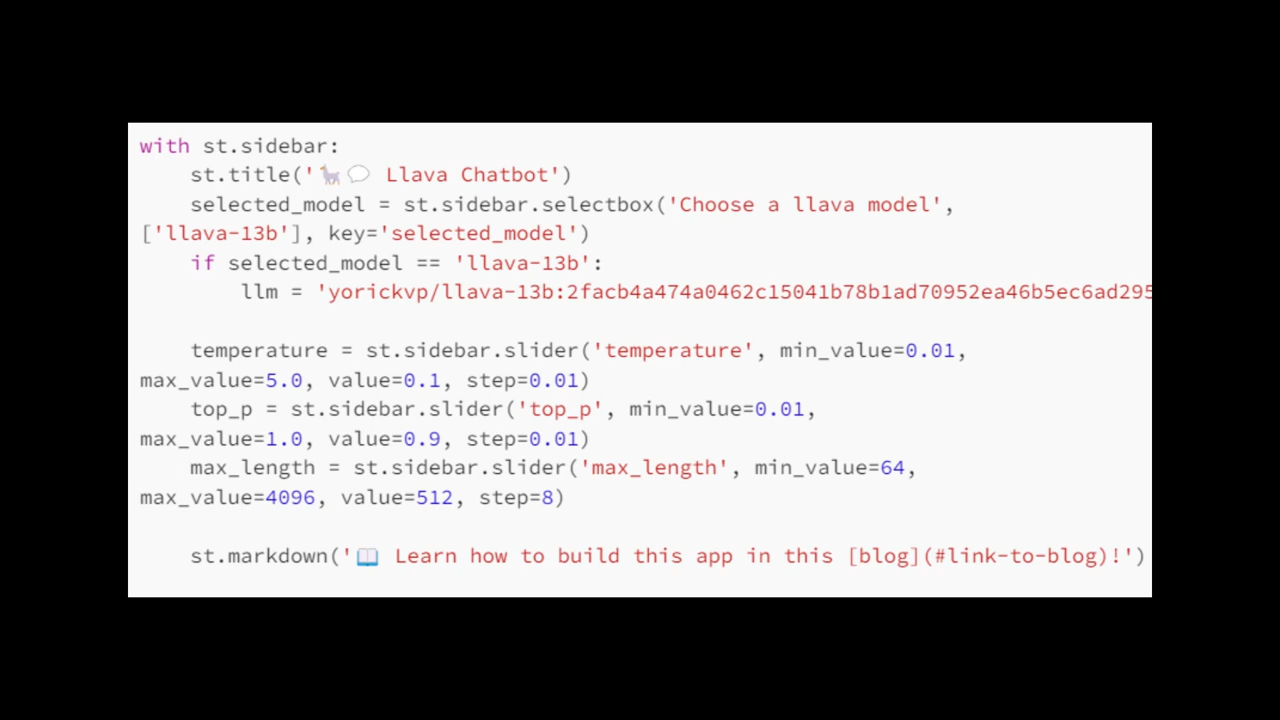 with st.sidebar:
    st.title('🦙💬 Llava Chatbot')
    selected_model = st.sidebar.selectbox('Choose a llava model',
['llava-13b'], key='selected_model')
    if selected_model == 'llava-13b':
        llm = 'yorickvp/llava-13b:2facb4a474a0462c15041b78b1ad70952ea46b5ec6ad295
    temperature = st.sidebar.slider('temperature', min_value=0.01,
max_value=5.0, value=0.1, step=0.01)
    top_p = st.sidebar.slider('top_p', min_value=0.01,
max_value=1.0, value=0.9, step=0.01)
    max_length = st.sidebar.slider('max_length', min_value=64,
max_value=4096, value=512, step=8)
    st.markdown('📖 Learn how to build this app in this [blog](#link-to-blog)!')